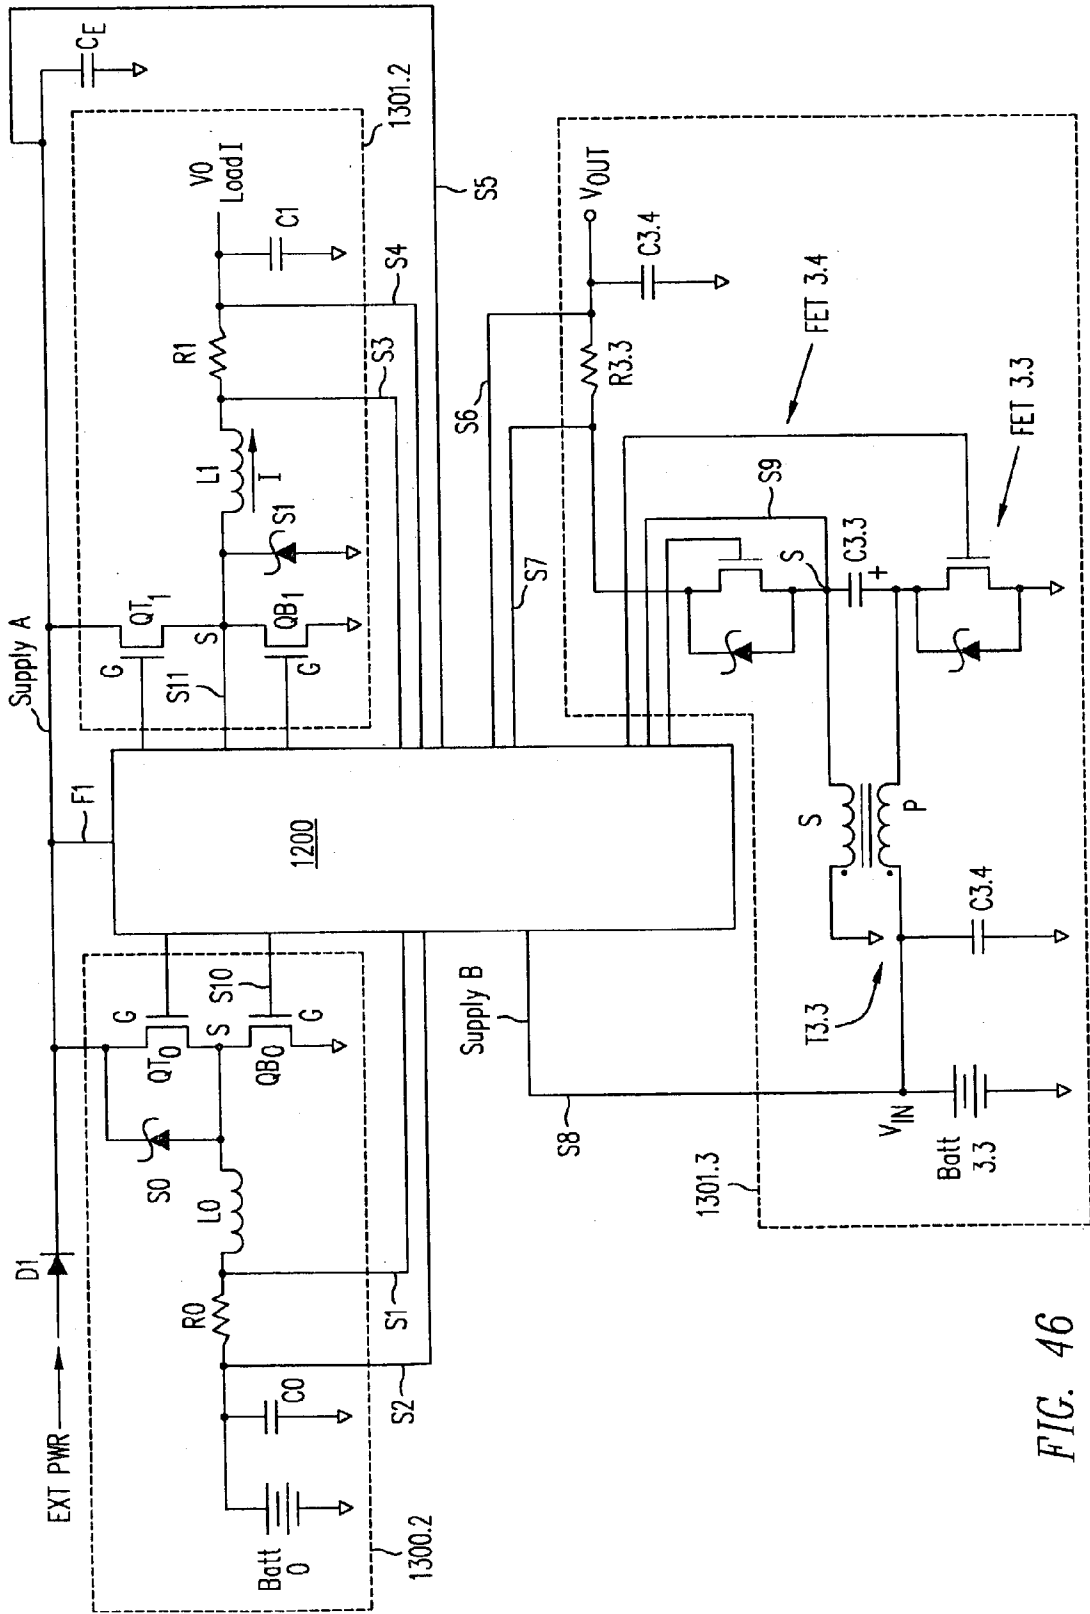 EXT PWR
D1
Supply A
F1
CE
1300.2
Batt
0
C0
R0
S2
S1
L0
S0
QT0
G
S
QB0
G
S10
1200
1301.2
G
QT1
S
S11
QB1
G
S1
L1
I
R1
V0
Load I
C1
S3
S4
S5
Supply B
S8
S6
S7
1301.3
VIN
Batt
3.3
C3.4
T3.3
S
P
S9
S
C3.3
+
R3.3
VOUT
C3.4
FET 3.4
FET 3.3
FIG. 46